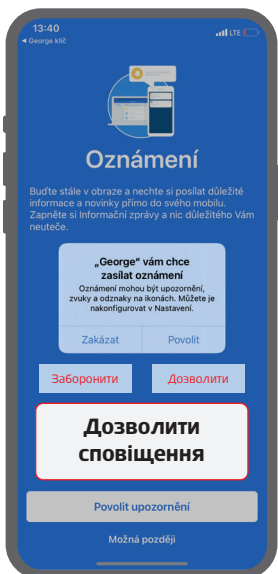 13:40
LTE
◀ George klíč
Oznámení
Buďte stále v obraze a nechte si posílat důležité
informace a novinky přímo do svého mobilu.
Zapněte si Informační zprávy a nic důležitého Vám
neuteče.
„George“ vám chce
zasílat oznámení
Oznámení mohou být upozornění,
zvuky a odznaky na ikonách. Můžete je
nakonfigurovat v Nastavení.
Zakázat Povolit
Заборонити Дозволити
Дозволити
сповіщення
Povolit upozornění
Možná později